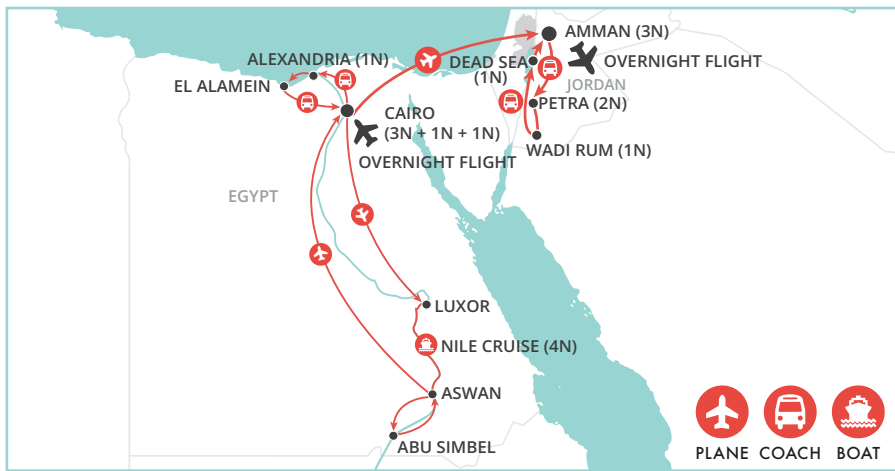 AMMAN (3N)
OVERNIGHT FLIGHT
ALEXANDRIA (1N)
DEAD SEA
(1N)
EL ALAMEIN
JORDAN
PETRA (2N)
CAIRO
(3N + 1N + 1N)
WADI RUM (1N)
OVERNIGHT FLIGHT
EGYPT
LUXOR
NILE CRUISE (4N)
ASWAN
ABU SIMBEL
PLANE COACH BOAT